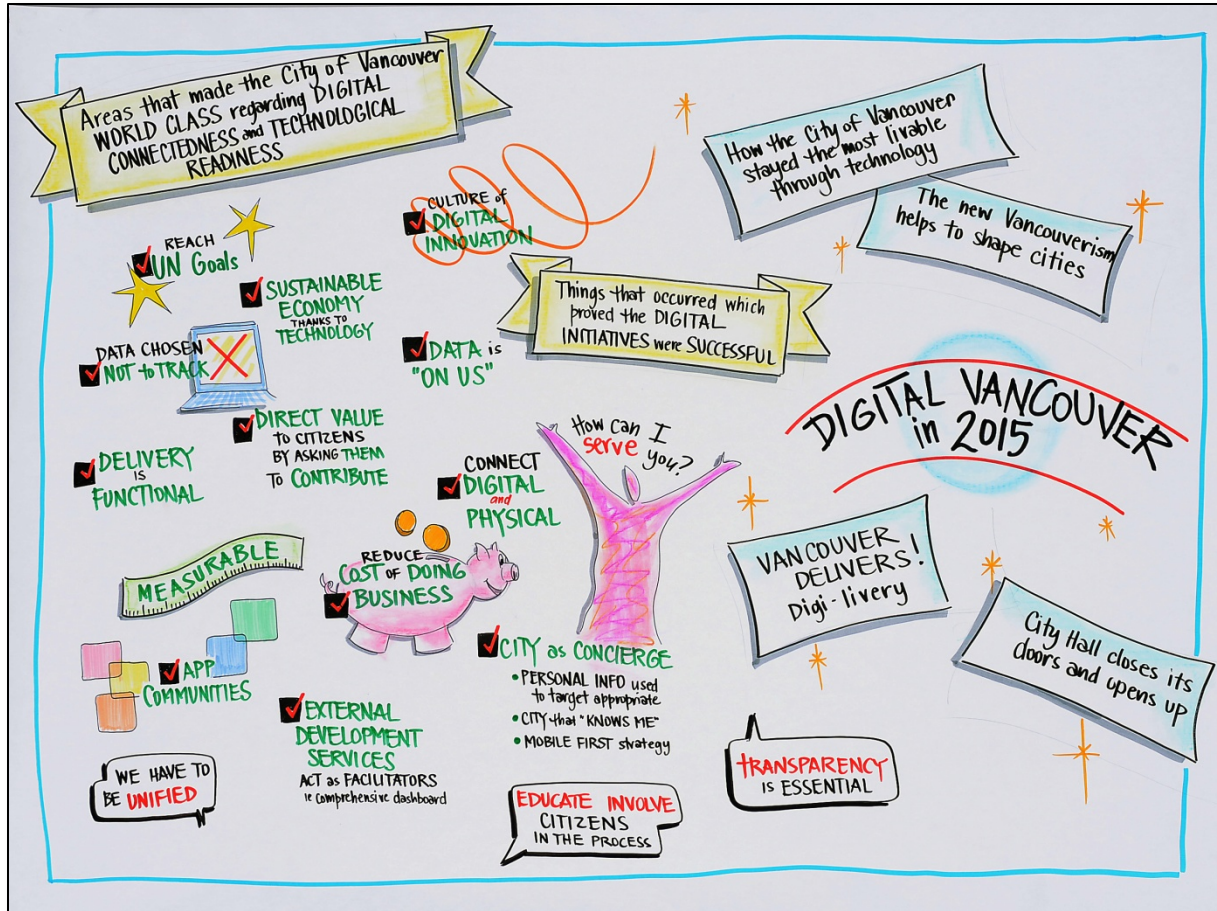 Areas that made the City of Vancouver
WORLD CLASS regarding DIGITAL
CONNECTEDNESS and TECHNOLOGICAL
READINESS
REACH
UN Goals
SUSTAINABLE
ECONOMY
THANKS TO
TECHNOLOGY
CULTURE of
DIGITAL
INNOVATION
DATA CHOSEN
NOT to TRACK
DATA is
"ON US"
DIRECT VALUE
to CITIZENS
BY ASKING THEM
TO CONTRIBUTE
DELIVERY
is
FUNCTIONAL
CONNECT
DIGITAL
and
PHYSICAL
MEASURABLE
REDUCE
COST OF DOING
BUSINESS
APP
COMMUNITIES
EXTERNAL
DEVELOPMENT
SERVICES
ACT as FACILITATORS
ie comprehensive dashboard
WE HAVE TO
BE UNIFIED
Things that occurred which
proved the DIGITAL
INITIATIVES were SUCCESSFUL
How can I
serve you?
CITY as CONCIERGE
• PERSONAL INFO used
to target appropriate
• CITY that "KNOWS ME"
• MOBILE FIRST strategy
EDUCATE INVOLVE
CITIZENS
IN THE PROCESS
TRANSPARENCY
IS ESSENTIAL
How the City of Vancouver
stayed the most livable
through technology
The new Vancouverism
helps to shape cities
DIGITAL VANCOUVER
in 2015
VANCOUVER
DELIVERS!
Digi-livery
City Hall closes its
doors and opens up